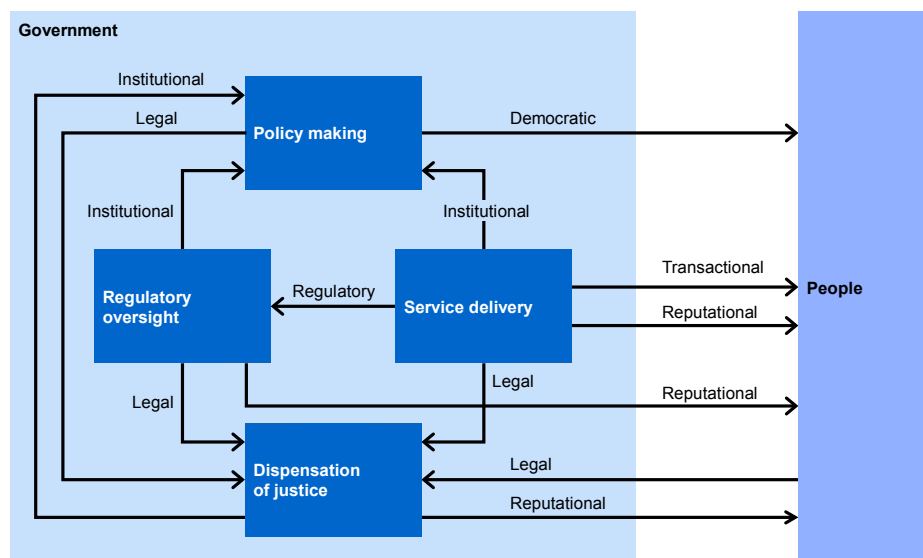 Government
Institutional
Legal
Policy making
Democratic
Institutional
Institutional
Regulatory
oversight
Regulatory
Service delivery
Transactional
Reputational
People
Legal
Legal
Reputational
Dispensation
of justice
Legal
Reputational